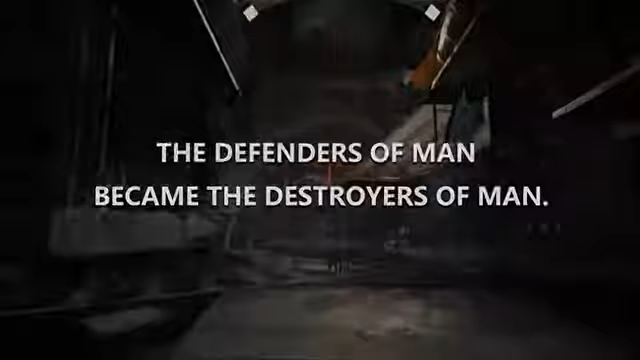 THE DEFENDERS OF MAN
BECAME THE DESTROYERS OF MAN.